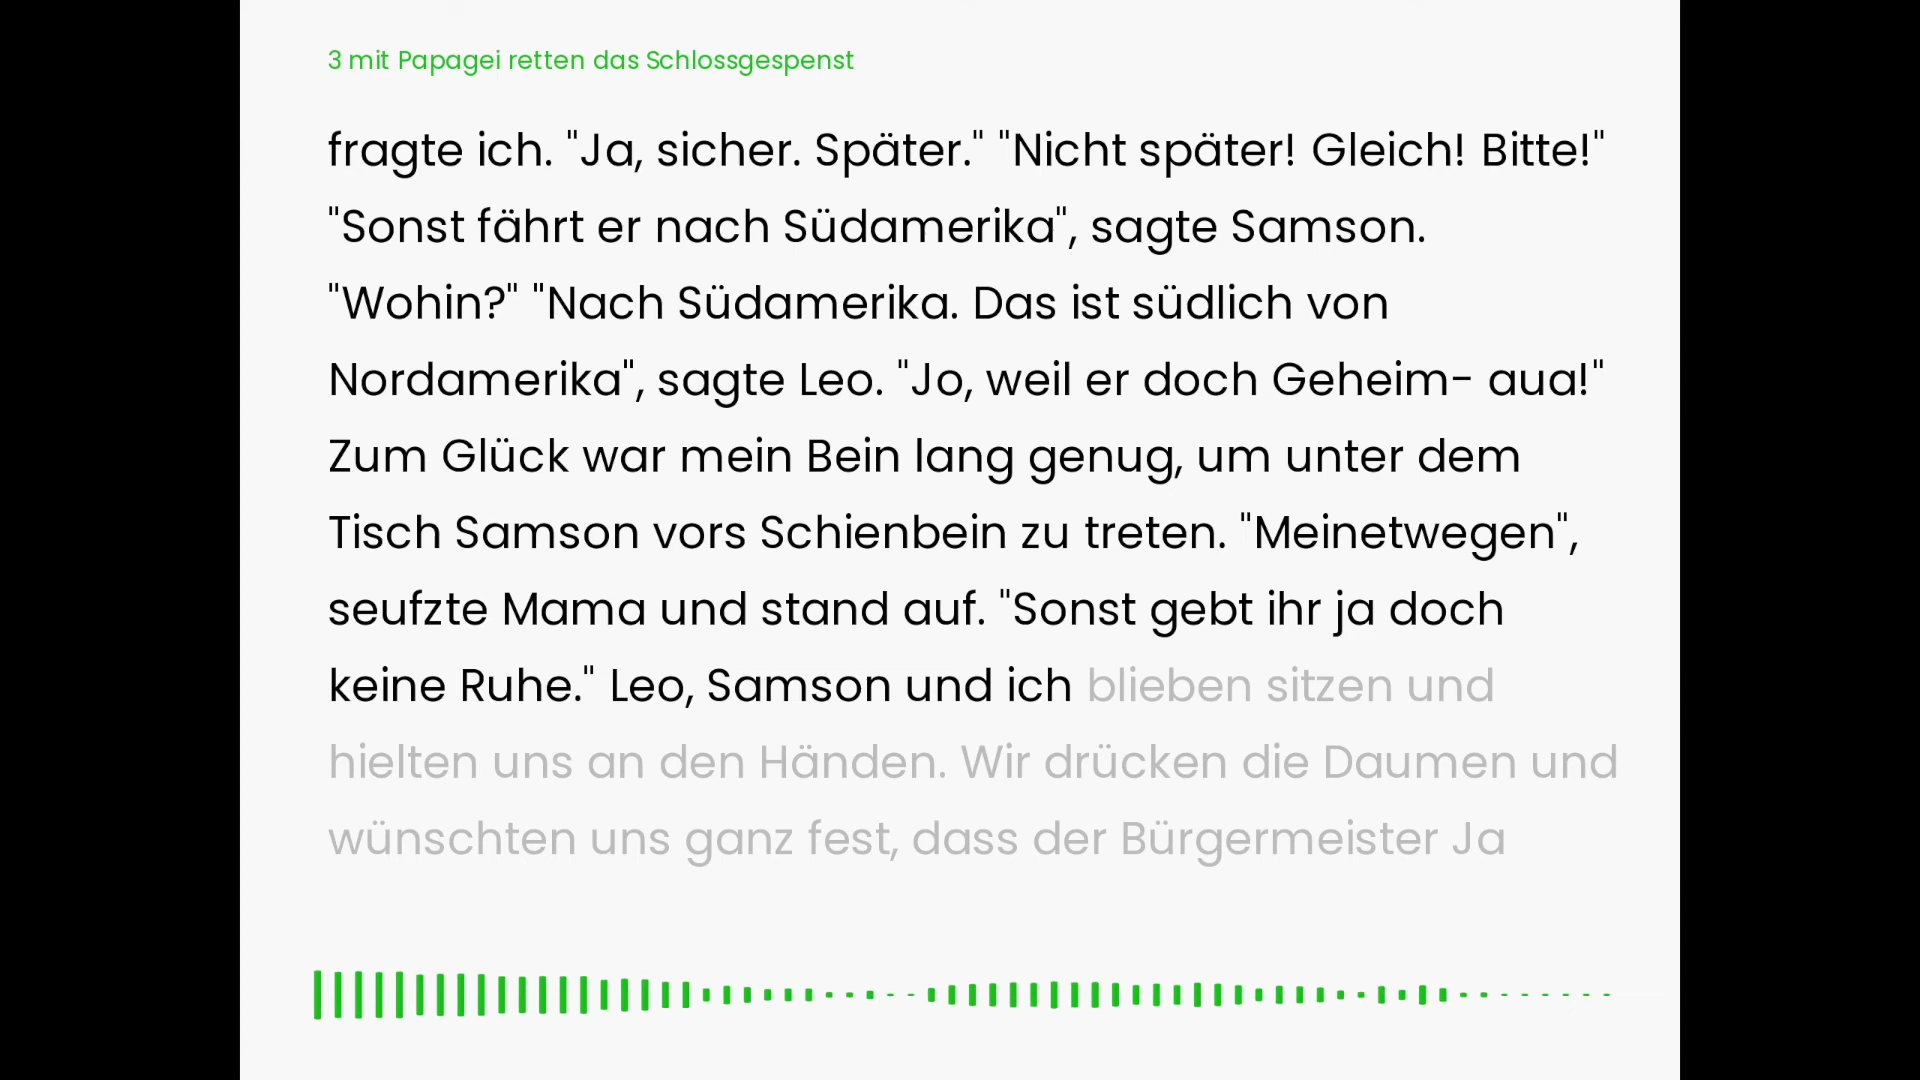 3 mit Papagei retten das Schlossgespenst
fragte ich. "Ja, sicher. Später." "Nicht später! Gleich! Bitte!"
"Sonst fährt er nach Südamerika", sagte Samson.
"Wohin?" "Nach Südamerika. Das ist südlich von
Nordamerika", sagte Leo. "Jo, weil er doch Geheim- aua!"
Zum Glück war mein Bein lang genug, um unter dem
Tisch Samson vors Schienbein zu treten. "Meinetwegen",
seufzte Mama und stand auf. "Sonst gebt ihr ja doch
keine Ruhe." Leo, Samson und ich blieben sitzen und
hielten uns an den Händen. Wir drücken die Daumen und
wünschten uns ganz fest, dass der Bürgermeister Ja